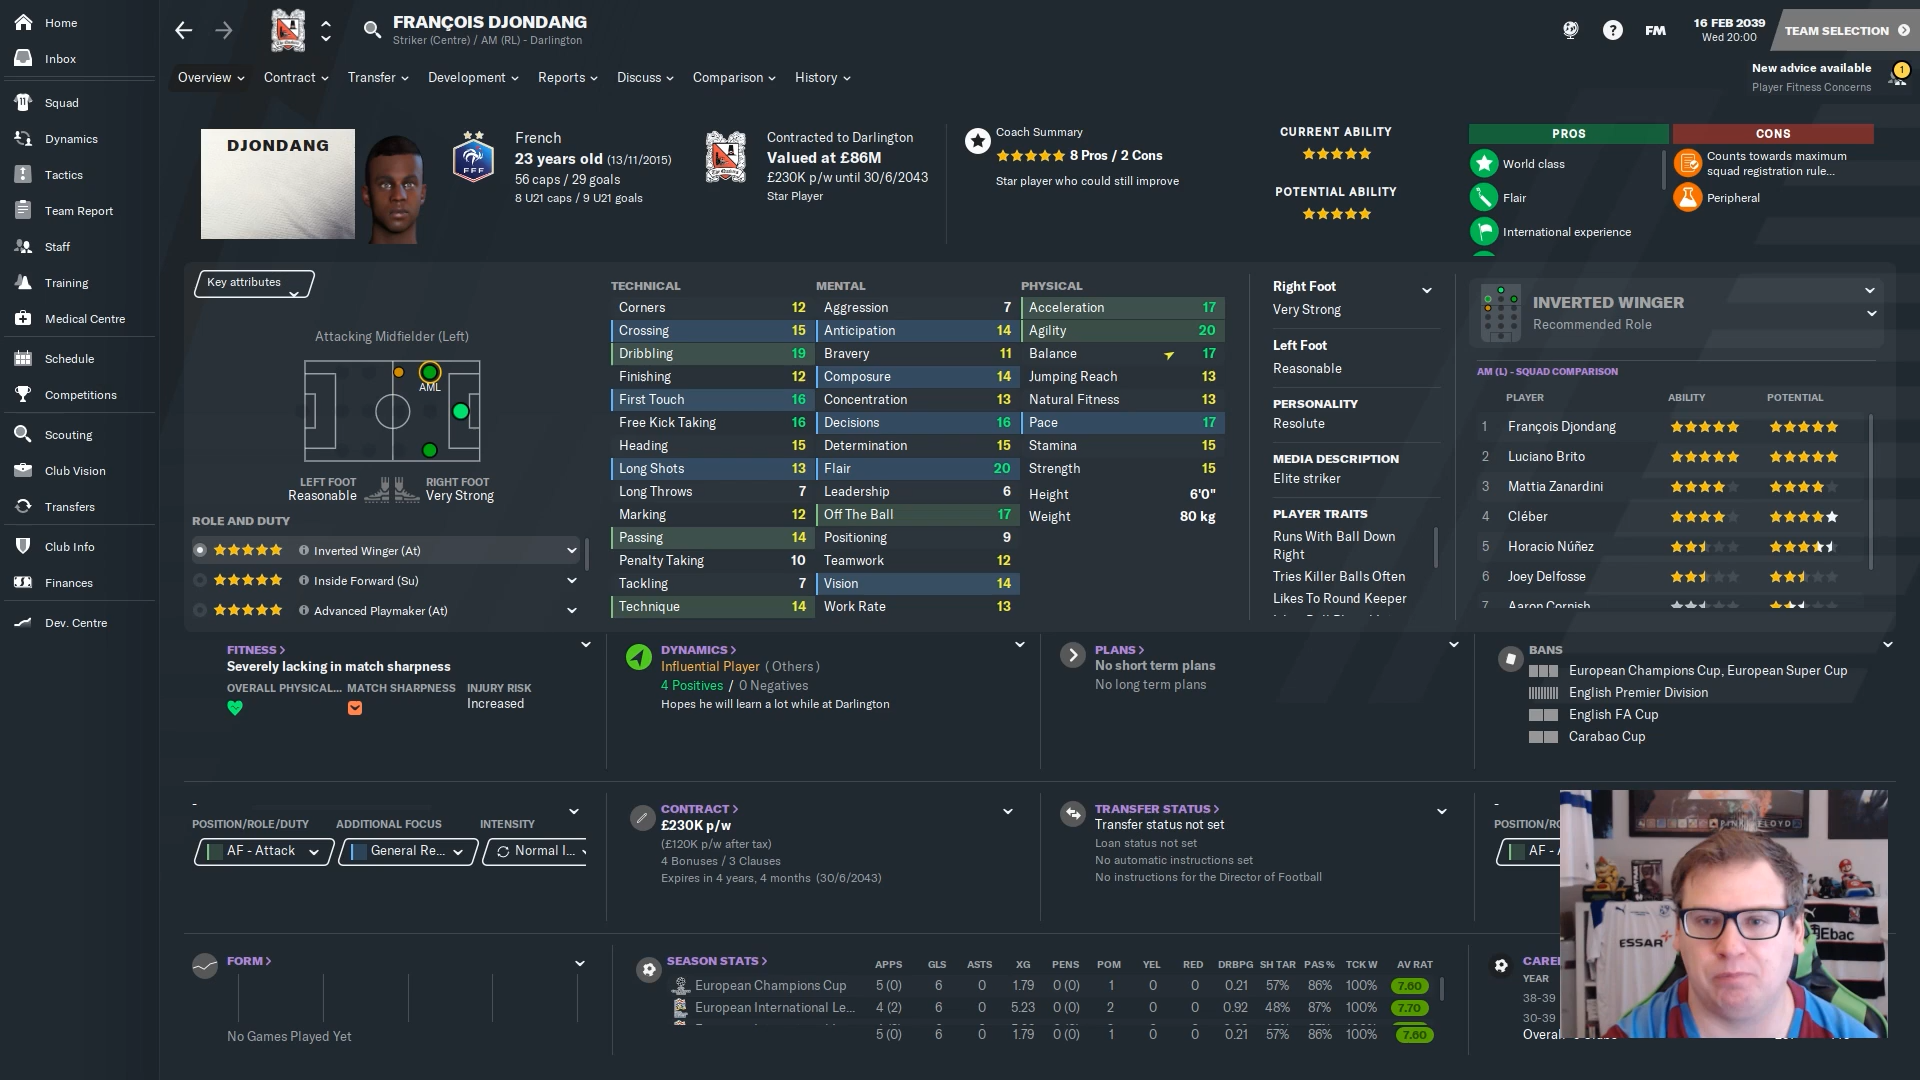 Home
Inbox
Squad
Dynamics
Tactics
Team Report
Staff
Training
Medical Centre
Schedule
Competitions
Scouting
Club Vision
Transfers
Club Info
Finances
Dev. Centre
FRANÇOIS DJONDANG
Striker (Centre) / AM (RL) - Darlington
FM
16 FEB 2039
Wed 20:00
TEAM SELECTION
Overview
Contract
Transfer
Development
Reports
Discuss
Comparison
History
New advice available
Player Fitness Concerns
1
DJONDANG
FFF
French
23 years old (13/11/2015)
56 caps / 29 goals
8 U21 caps / 9 U21 goals
Contracted to Darlington
Valued at £86M
£230K p/w until 30/6/2043
Star Player
Coach Summary
8 Pros / 2 Cons
Star player who could still improve
CURRENT ABILITY
POTENTIAL ABILITY
PROS
World class
Flair
International experience
CONS
Counts towards maximum
squad registration rule...
Peripheral
Key attributes
Attacking Midfielder (Left)
AML
LEFT FOOT
Reasonable
RIGHT FOOT
Very Strong
ROLE AND DUTY
Inverted Winger (At)
Inside Forward (Su)
Advanced Playmaker (At)
TECHNICAL
Corners 12
Crossing 15
Dribbling 19
Finishing 12
First Touch 16
Free Kick Taking 16
Heading 15
Long Shots 13
Long Throws 7
Marking 12
Passing 14
Penalty Taking 10
Tackling 7
Technique 14
MENTAL
Aggression 7
Anticipation 14
Bravery 11
Composure 14
Concentration 13
Decisions 16
Determination 15
Flair 20
Leadership 6
Off The Ball 17
Positioning 9
Teamwork 12
Vision 14
Work Rate 13
PHYSICAL
Acceleration 17
Agility 20
Balance 17
Jumping Reach 13
Natural Fitness 13
Pace 17
Stamina 15
Strength 15
Height 6'0"
Weight 80 kg
Right Foot
Very Strong
Left Foot
Reasonable
PERSONALITY
Resolute
MEDIA DESCRIPTION
Elite striker
PLAYER TRAITS
Runs With Ball Down
Right
Tries Killer Balls Often
Likes To Round Keeper
INVERTED WINGER
Recommended Role
AM (L) - SQUAD COMPARISON
PLAYER ABILITY POTENTIAL
1 François Djondang
2 Luciano Brito
3 Mattia Zanardini
4 Cléber
5 Horacio Núñez
6 Joey Delfosse
7 Aaron Cornish
FITNESS >
Severely lacking in match sharpness
OVERALL PHYSICAL... MATCH SHARPNESS INJURY RISK
Increased
DYNAMICS >
Influential Player ( Others )
4 Positives / 0 Negatives
Hopes he will learn a lot while at Darlington
PLANS >
No short term plans
No long term plans
BANS
European Champions Cup, European Super Cup
English Premier Division
English FA Cup
Carabao Cup
-
POSITION/ROLE/DUTY ADDITIONAL FOCUS INTENSITY
AF - Attack General Re... Normal I...
CONTRACT >
£230K p/w
(£120K p/w after tax)
4 Bonuses / 3 Clauses
Expires in 4 years, 4 months (30/6/2043)
TRANSFER STATUS >
Transfer status not set
Loan status not set
No automatic instructions set
No instructions for the Director of Football
-
POSITION/RO
AF - A
FORM >
No Games Played Yet
SEASON STATS > APPS GLS ASTS XG PENS POM YEL RED DRBPG SH TAR PAS % TCK W AV RAT
European Champions Cup 5 (0) 6 0 1.79 0 (0) 1 0 0 0.21 57% 86% 100% 7.60
European International Le... 4 (2) 6 0 5.23 0 (0) 2 0 0 0.92 48% 87% 100% 7.70
5 (0) 6 0 1.79 0 (0) 1 0 0 0.21 57% 86% 100% 7.60
CAREE
YEAR
38-39
30-39
Overal
PINK FLOYD
ESSAR
Ebac